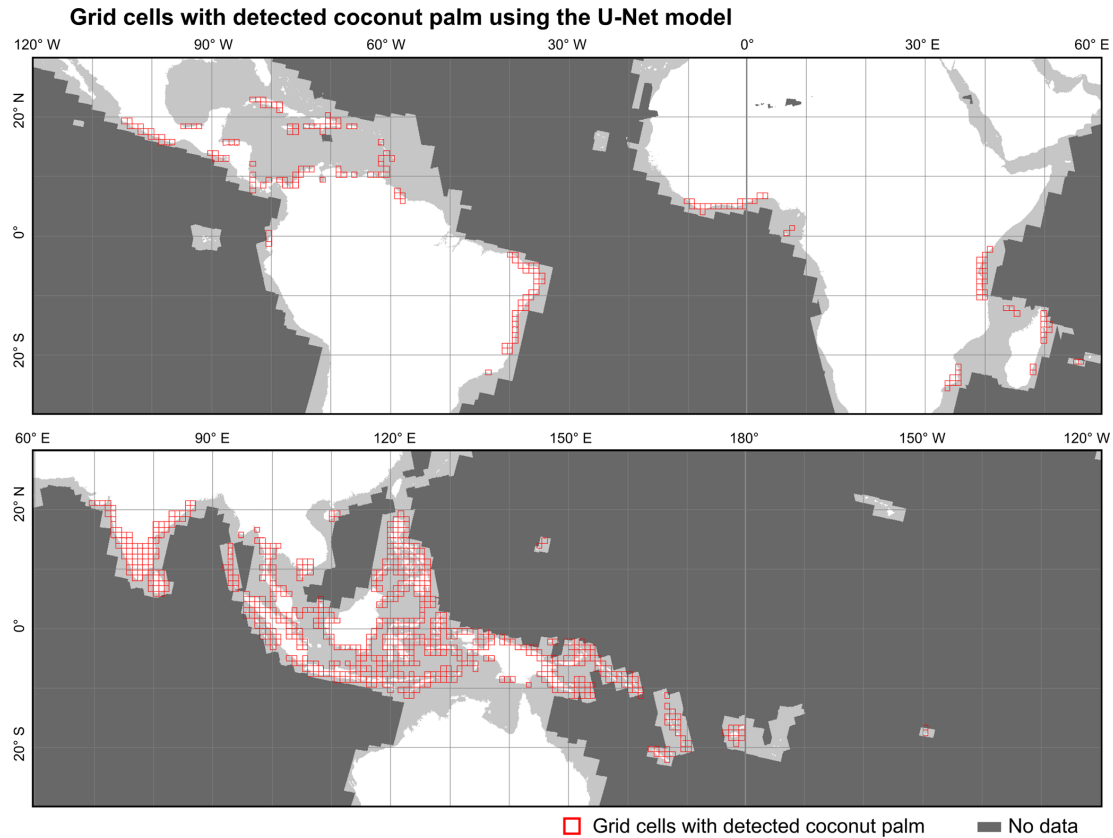 Grid cells with detected coconut palm using the U-Net model
120° W 90° W 60° W 30° W 0° 30° E 60° E
20° N
0°
20° S
60° E 90° E 120° E 150° E 180° 150° W 120° W
20° N
0°
20° S
Grid cells with detected coconut palm No data